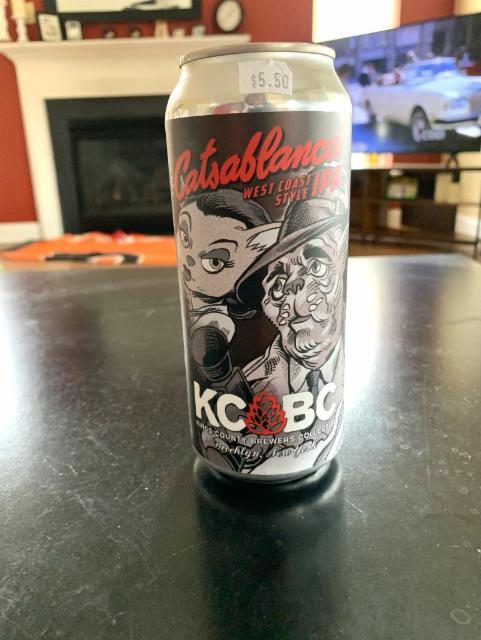 $5.50
Catsablanca
WEST COAST
STYLE IPA
KCBC
KINGS COUNTY BREWERS COLLECTIVE
Brooklyn, New York